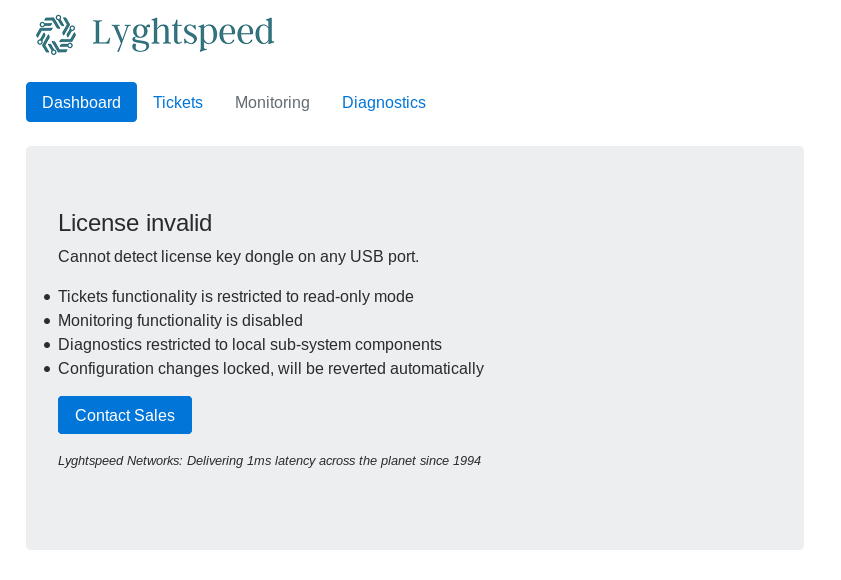 Lyghtspeed
Dashboard Tickets Monitoring Diagnostics
License invalid
Cannot detect license key dongle on any USB port.
Tickets functionality is restricted to read-only mode
Monitoring functionality is disabled
Diagnostics restricted to local sub-system components
Configuration changes locked, will be reverted automatically
Contact Sales
Lyghtspeed Networks: Delivering 1ms latency across the planet since 1994